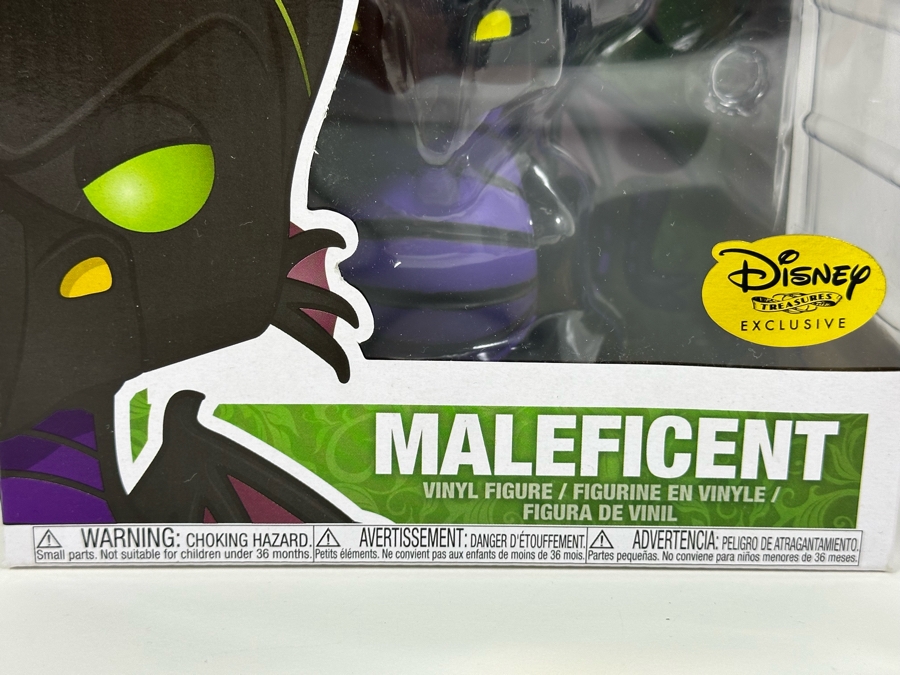 Disney
TREASURES
EXCLUSIVE
MALEFICENT
VINYL FIGURE / FIGURINE EN VINYLE /
FIGURA DE VINIL
WARNING: CHOKING HAZARD.
Small parts. Not suitable for children under 36 months.
AVERTISSEMENT: DANGER D'ÉTOUFFEMENT.
Petits éléments. Ne convient pas aux enfants de moins de 36 mois.
ADVERTENCIA: PELIGRO DE ATRAGANTAMIENTO.
Partes pequeñas. No conviene para niños menores de 36 meses.